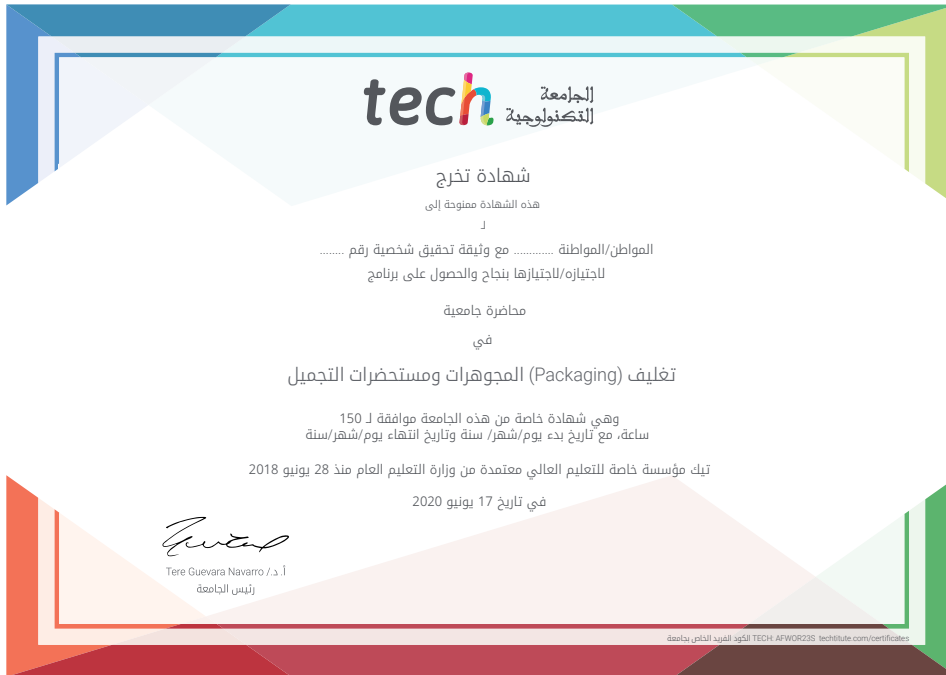 tech الجامعة
التكنولوجية
شهادة تخرج
هذه الشهادة ممنوحة إلى
لـ
المواطن/المواطنة ............ مع وثيقة تحقيق شخصية رقم ........
لاجتيازه/لاجتيازها بنجاح والحصول على برنامج
محاضرة جامعية
في
تغليف (Packaging) المجوهرات ومستحضرات التجميل
وهي شهادة خاصة من هذه الجامعة موافقة لـ 150
ساعة، مع تاريخ بدء يوم/شهر/ سنة وتاريخ انتهاء يوم/شهر/سنة
تيك مؤسسة خاصة للتعليم العالي معتمدة من وزارة التعليم العام منذ 28 يونيو 2018
في تاريخ 17 يونيو 2020
أ. د./ Tere Guevara Navarro
رئيس الجامعة
الكود الفريد الخاص بجامعة TECH: AFWOR23S techtitute.com/certificates